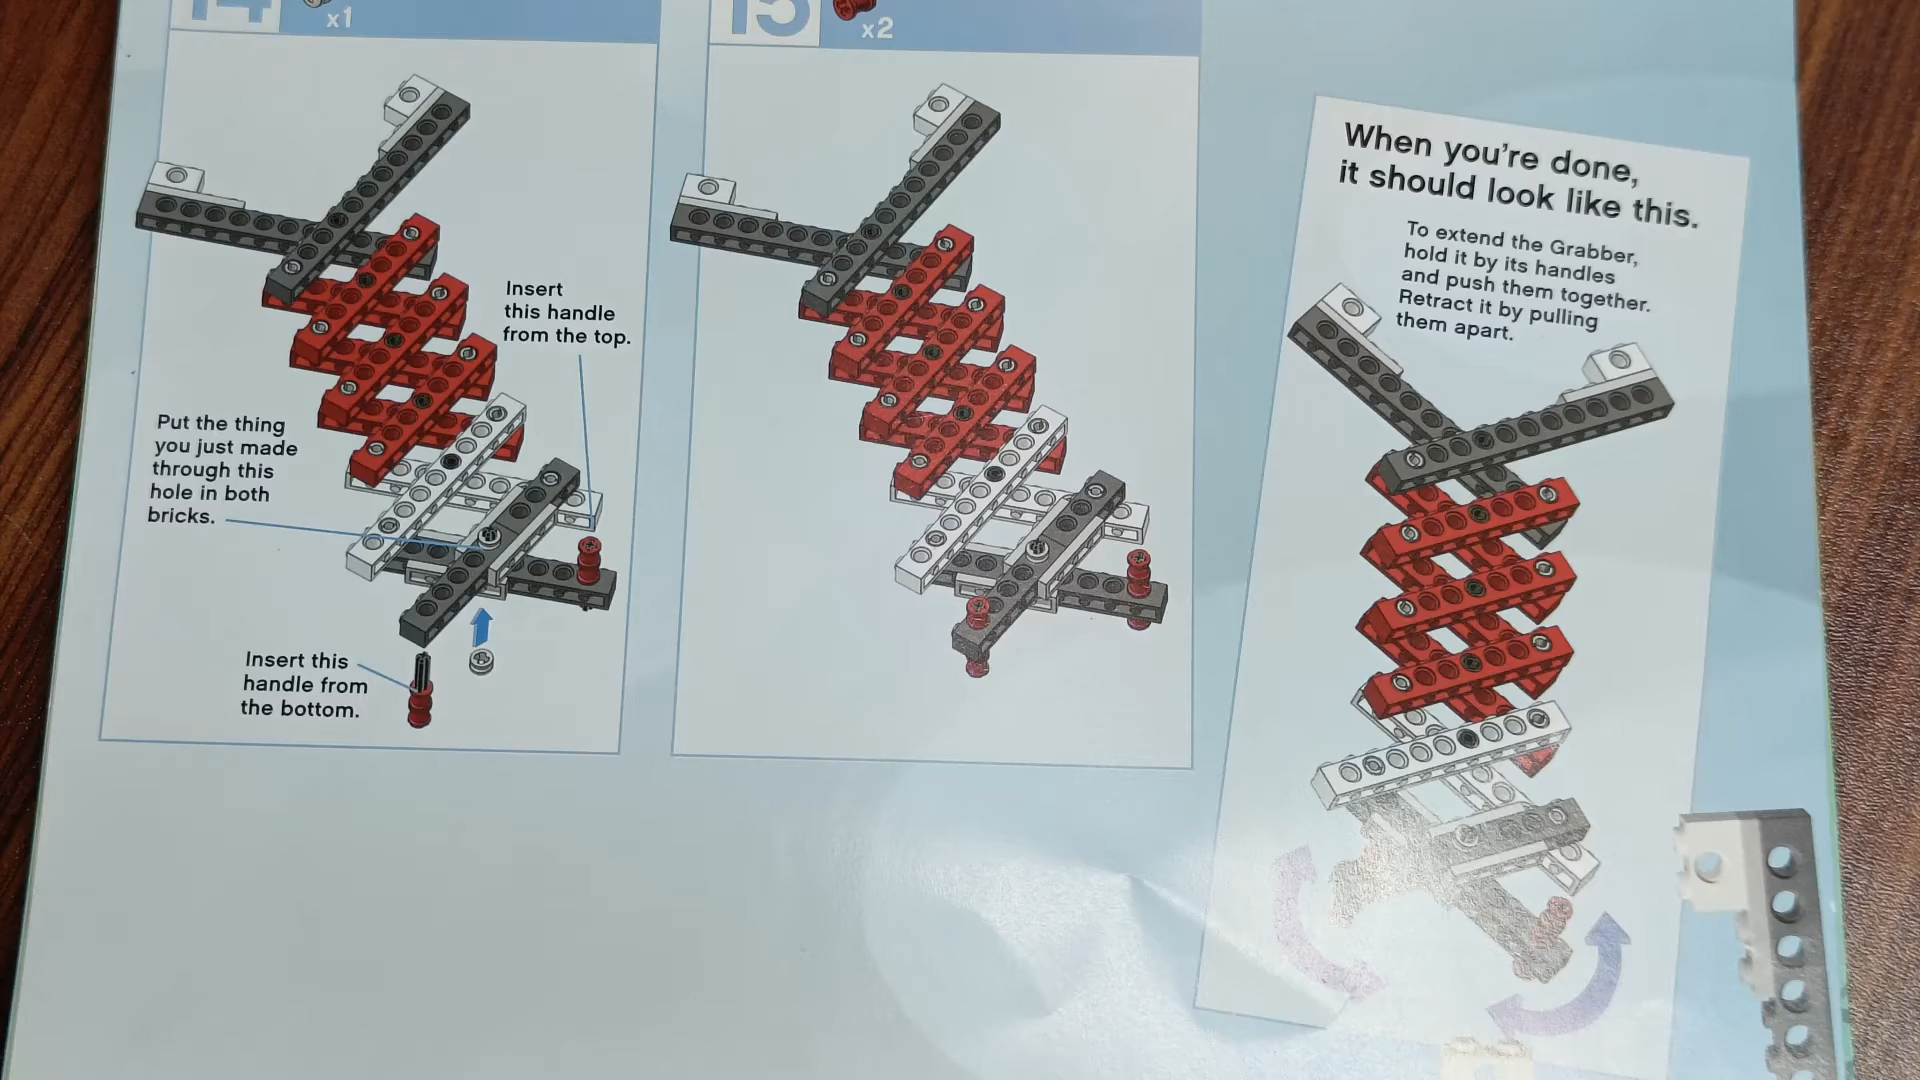 14
x1
15
x2
Insert
this handle
from the top.
Put the thing
you just made
through this
hole in both
bricks.
Insert this
handle from
the bottom.
When you're done,
it should look like this.
To extend the Grabber,
hold it by its handles
and push them together.
Retract it by pulling
them apart.